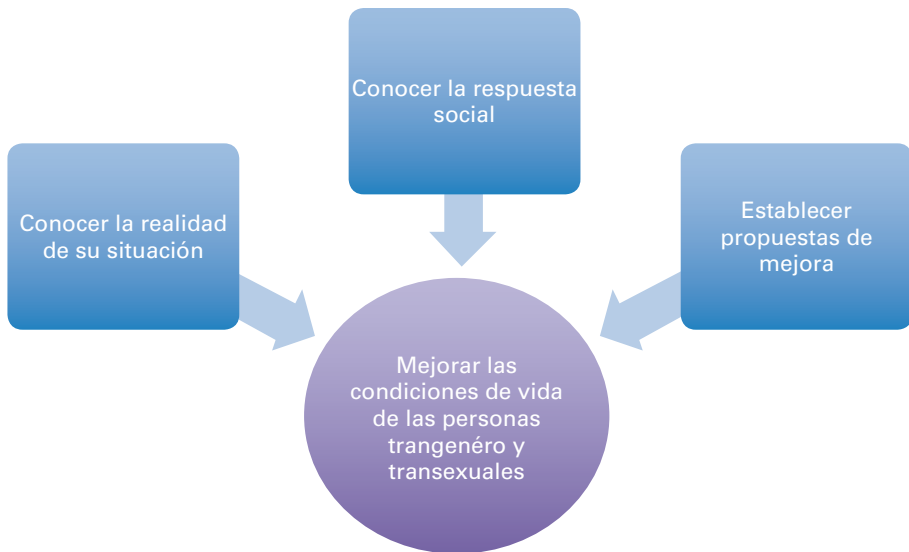 Conocer la respuesta
social
Conocer la realidad
de su situación
Establecer
propuestas de
mejora
Mejorar las
condiciones de vida
de las personas
trangenéro y
transexuales